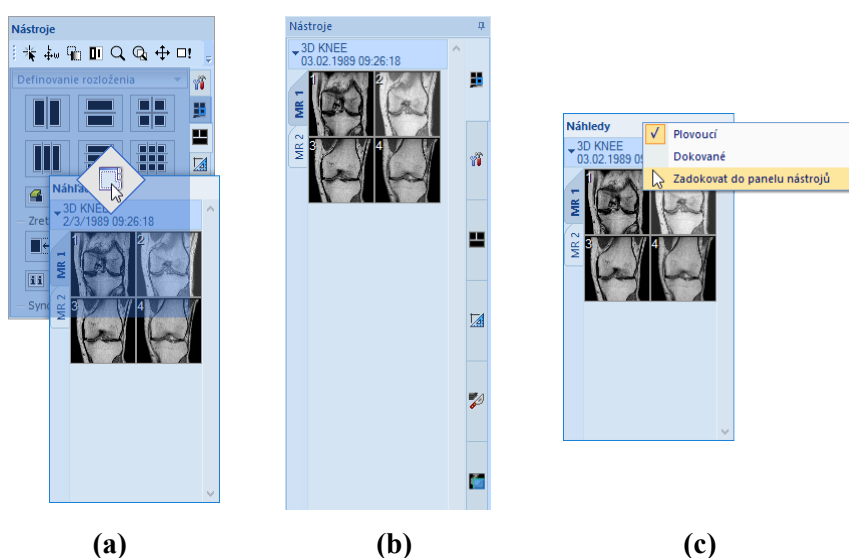 Nástroje
Definovanie rozloženia
Zret
Sync
Náhľa
3D KNEE
2/3/1989 09:26:18
MR 1
MR 2
1
2
3
4
(a)
Nástroje
3D KNEE
03.02.1989 09:26:18
MR 1
MR 2
1
2
3
4
(b)
Náhledy
3D KNEE
03.02.1989 09
MR 1
MR 2
1
3
4
Plovoucí
Dokované
Zadokovat do panelu nástrojů
(c)